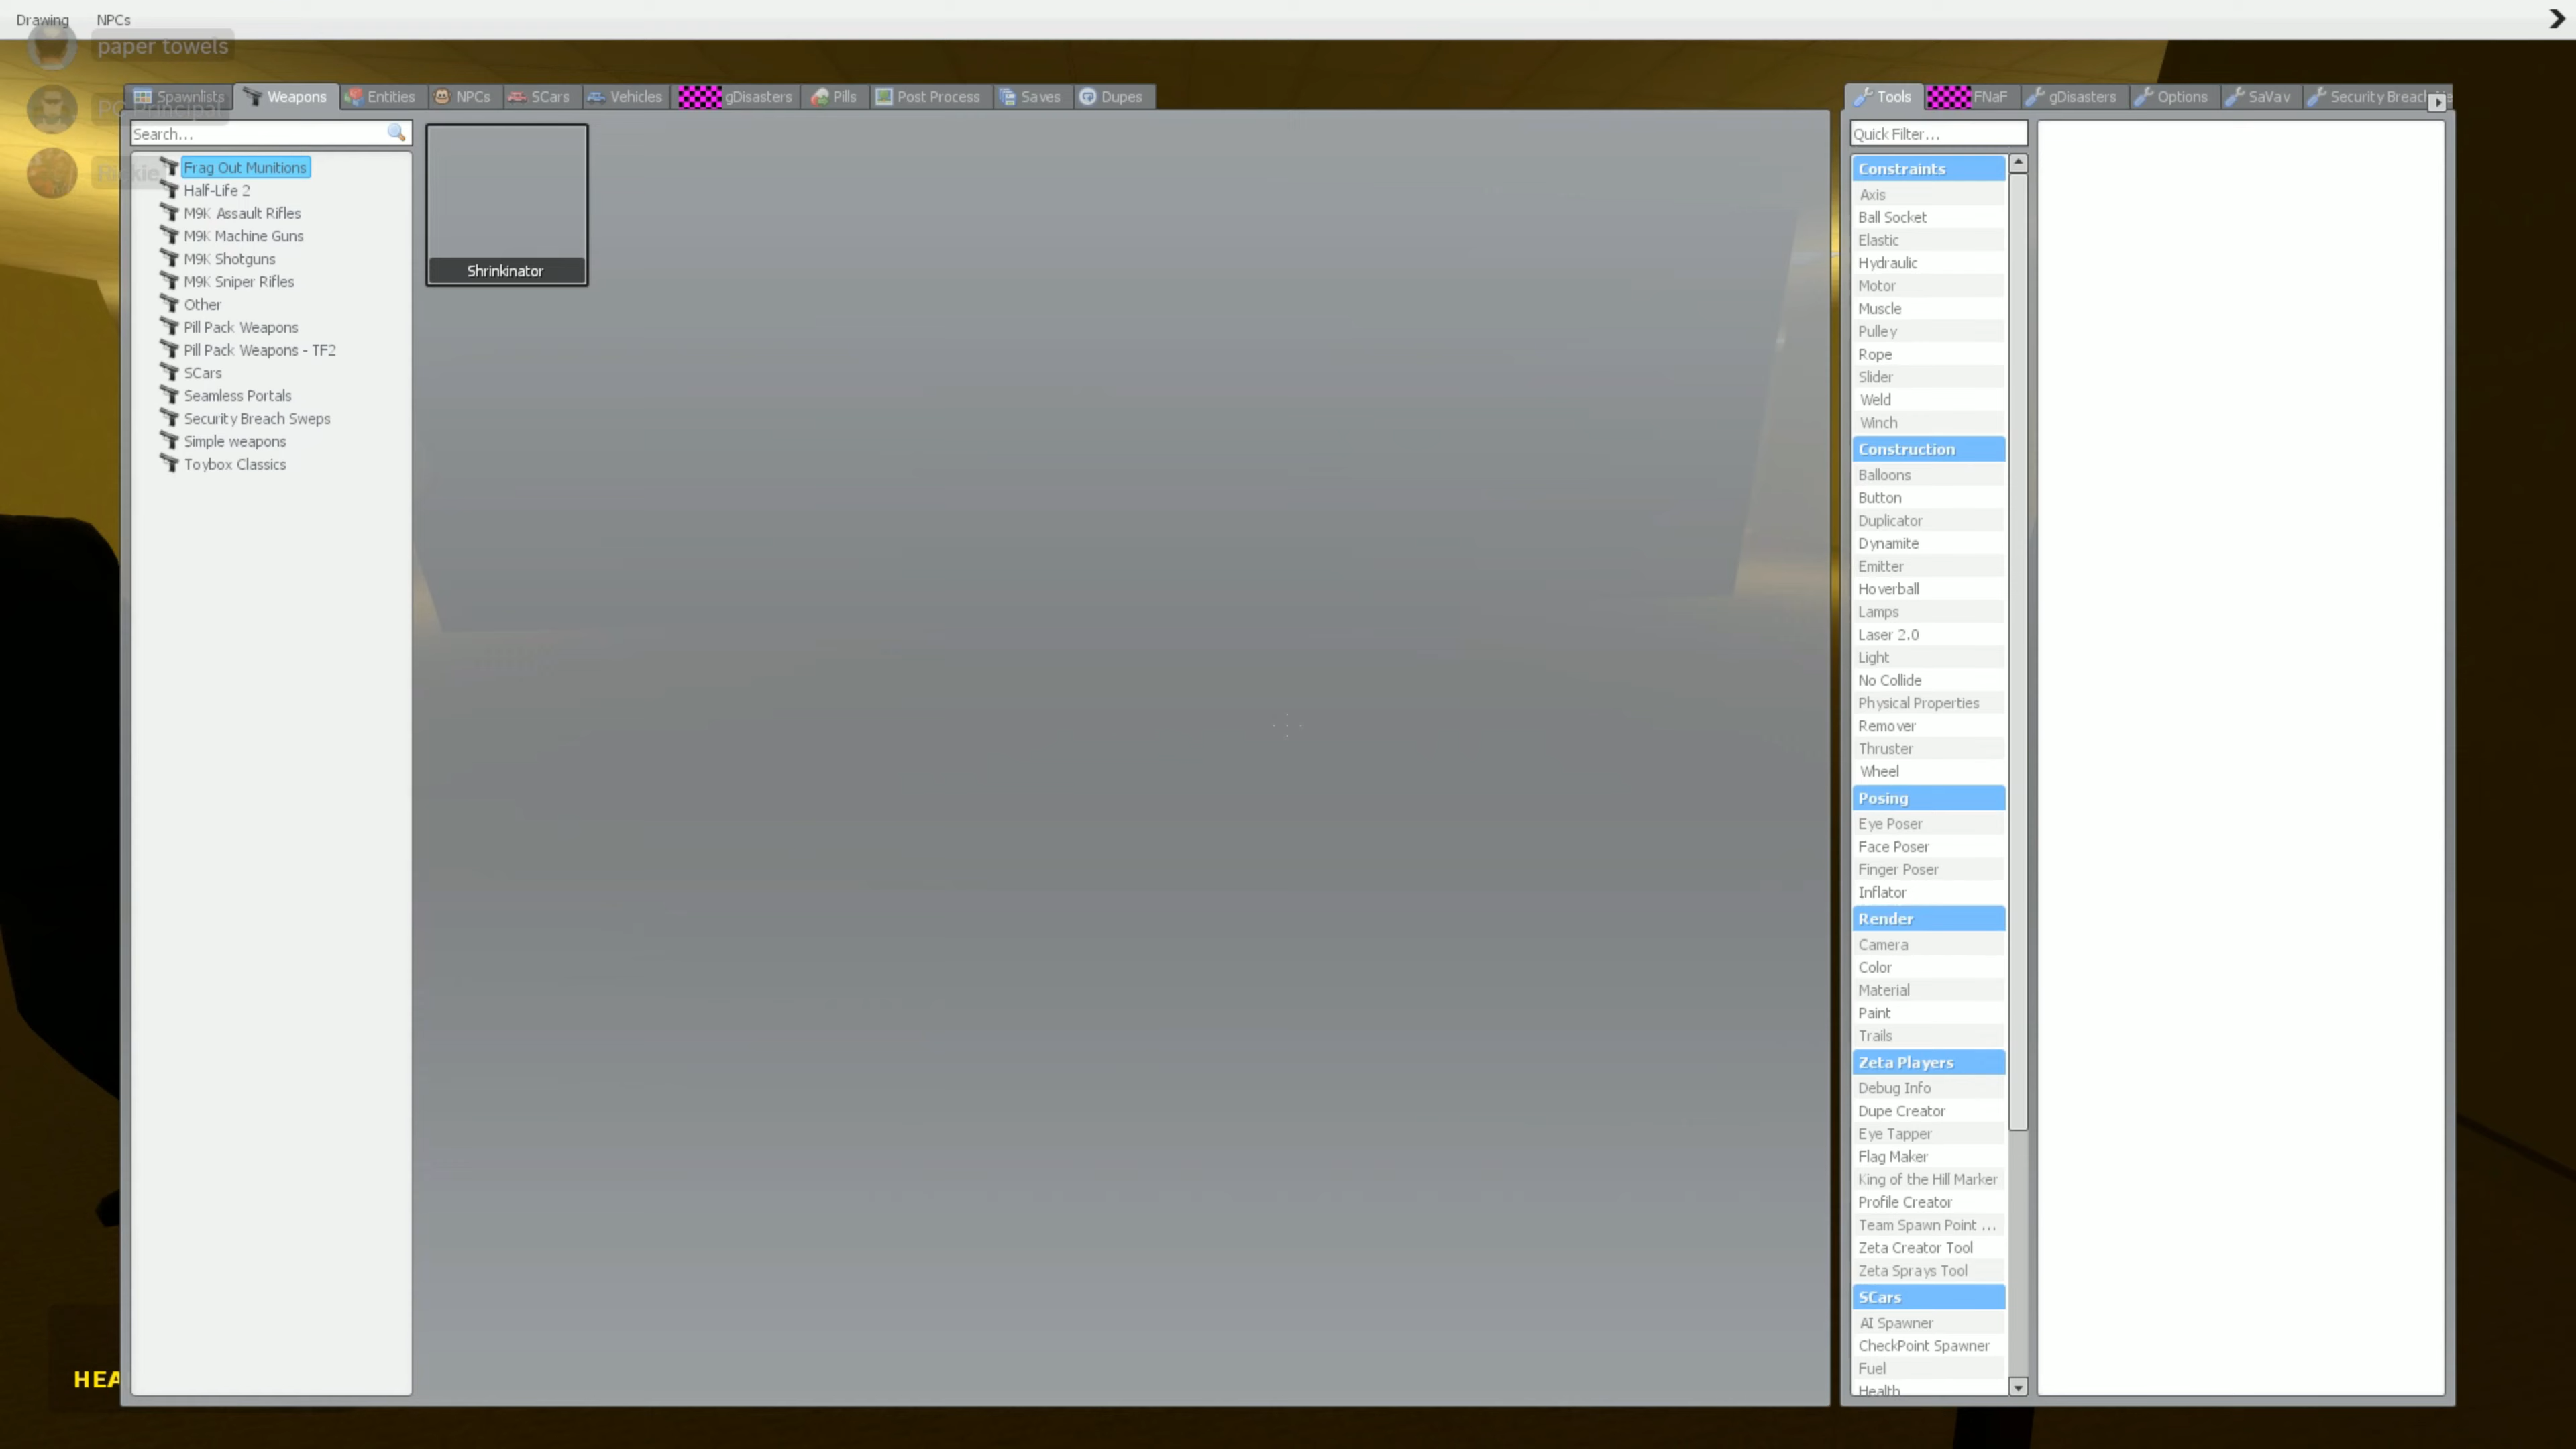 Drawing NPCs
paper towels
PC Principal
Rickie
Spawnlists Weapons Entities NPCs SCars Vehicles gDisasters Pills Post Process Saves Dupes
Search...
Frag Out Munitions
Half-Life 2
M9K Assault Rifles
M9K Machine Guns
M9K Shotguns
M9K Sniper Rifles
Other
Pill Pack Weapons
Pill Pack Weapons - TF2
SCars
Seamless Portals
Security Breach Sweps
Simple weapons
Toybox Classics
Shrinkinator
HEA
Tools FNaF gDisasters Options SaVav Security Breach
Quick Filter...
Constraints
Axis
Ball Socket
Elastic
Hydraulic
Motor
Muscle
Pulley
Rope
Slider
Weld
Winch
Construction
Balloons
Button
Duplicator
Dynamite
Emitter
Hoverball
Lamps
Laser 2.0
Light
No Collide
Physical Properties
Remover
Thruster
Wheel
Posing
Eye Poser
Face Poser
Finger Poser
Inflator
Render
Camera
Color
Material
Paint
Trails
Zeta Players
Debug Info
Dupe Creator
Eye Tapper
Flag Maker
King of the Hill Marker
Profile Creator
Team Spawn Point ...
Zeta Creator Tool
Zeta Sprays Tool
SCars
AI Spawner
CheckPoint Spawner
Fuel
Health